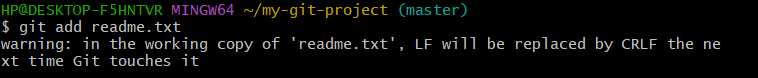 HP@DESKTOP-F5HNTVR MINGW64 ~/my-git-project (master)
$ git add readme.txt
warning: in the working copy of 'readme.txt', LF will be replaced by CRLF the ne
xt time Git touches it